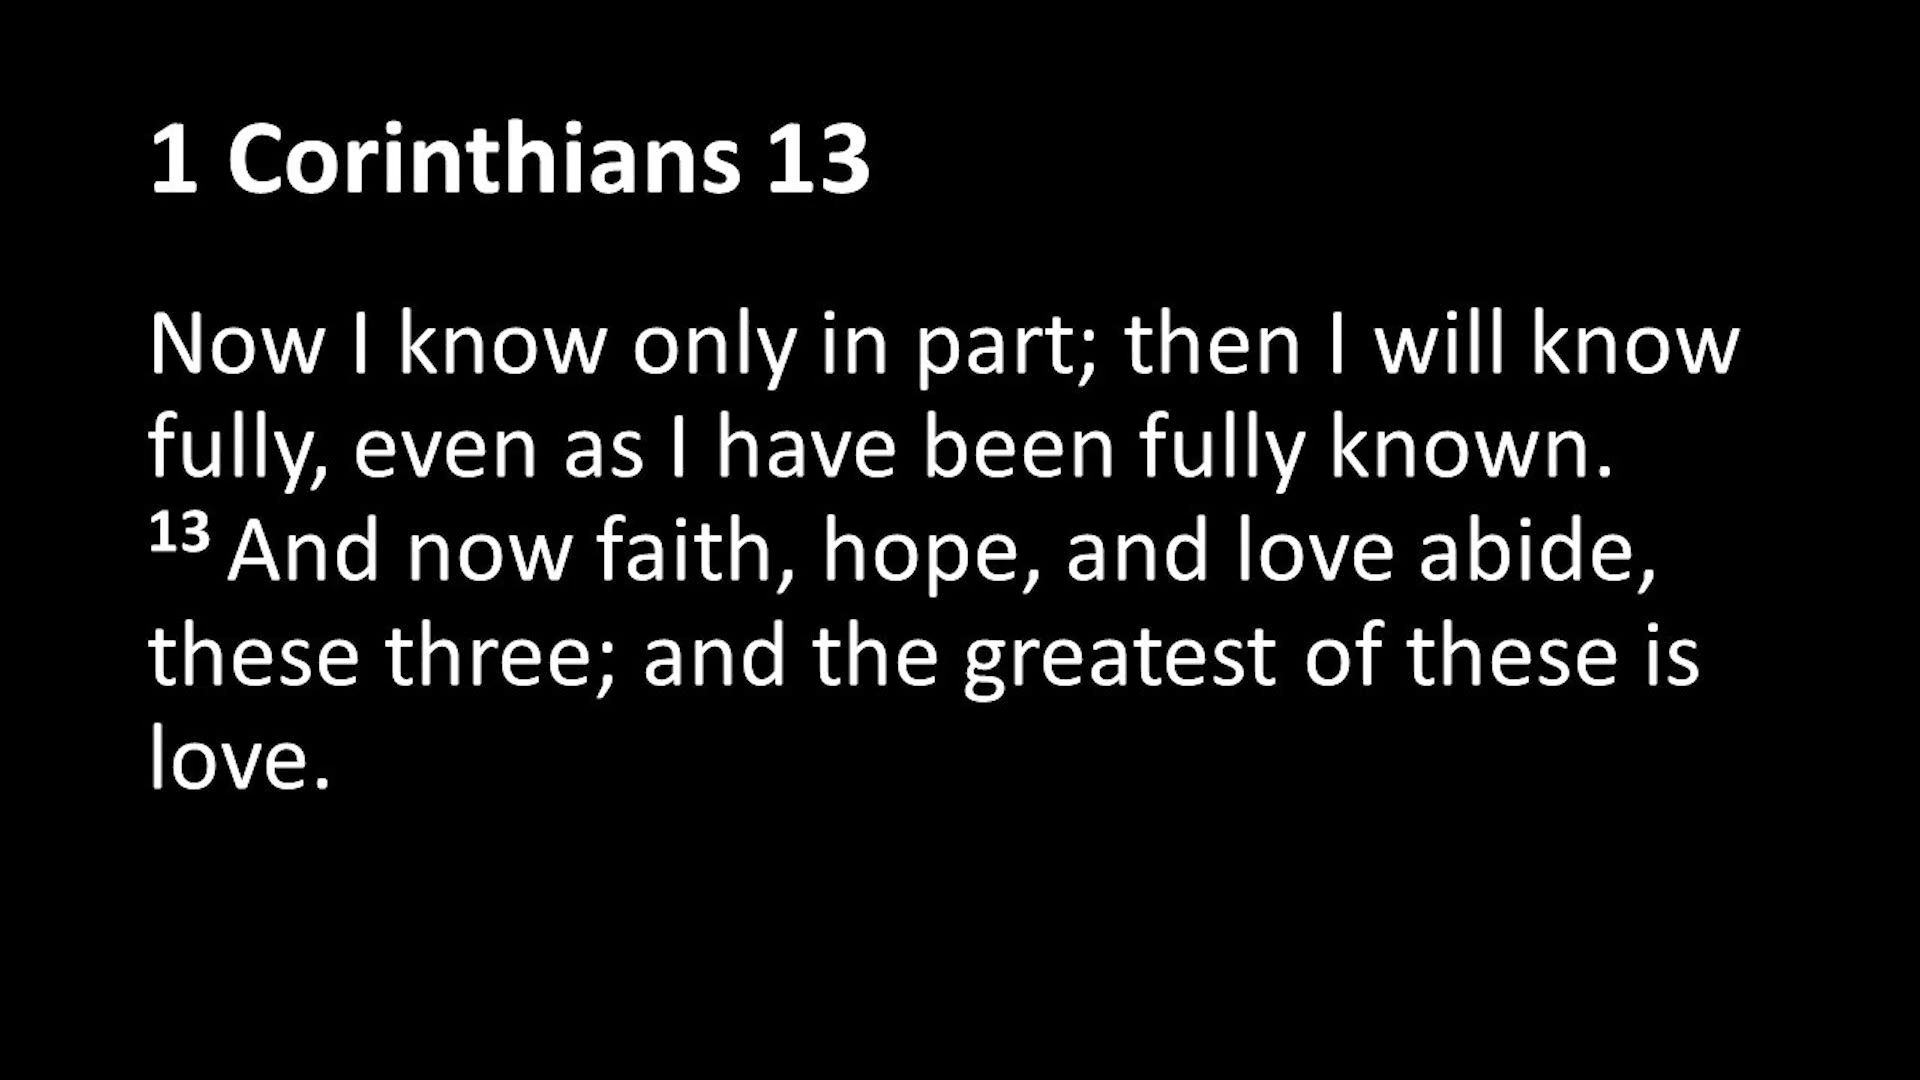 1 Corinthians 13
Now I know only in part; then I will know
fully, even as I have been fully known.
13 And now faith, hope, and love abide,
these three; and the greatest of these is
love.